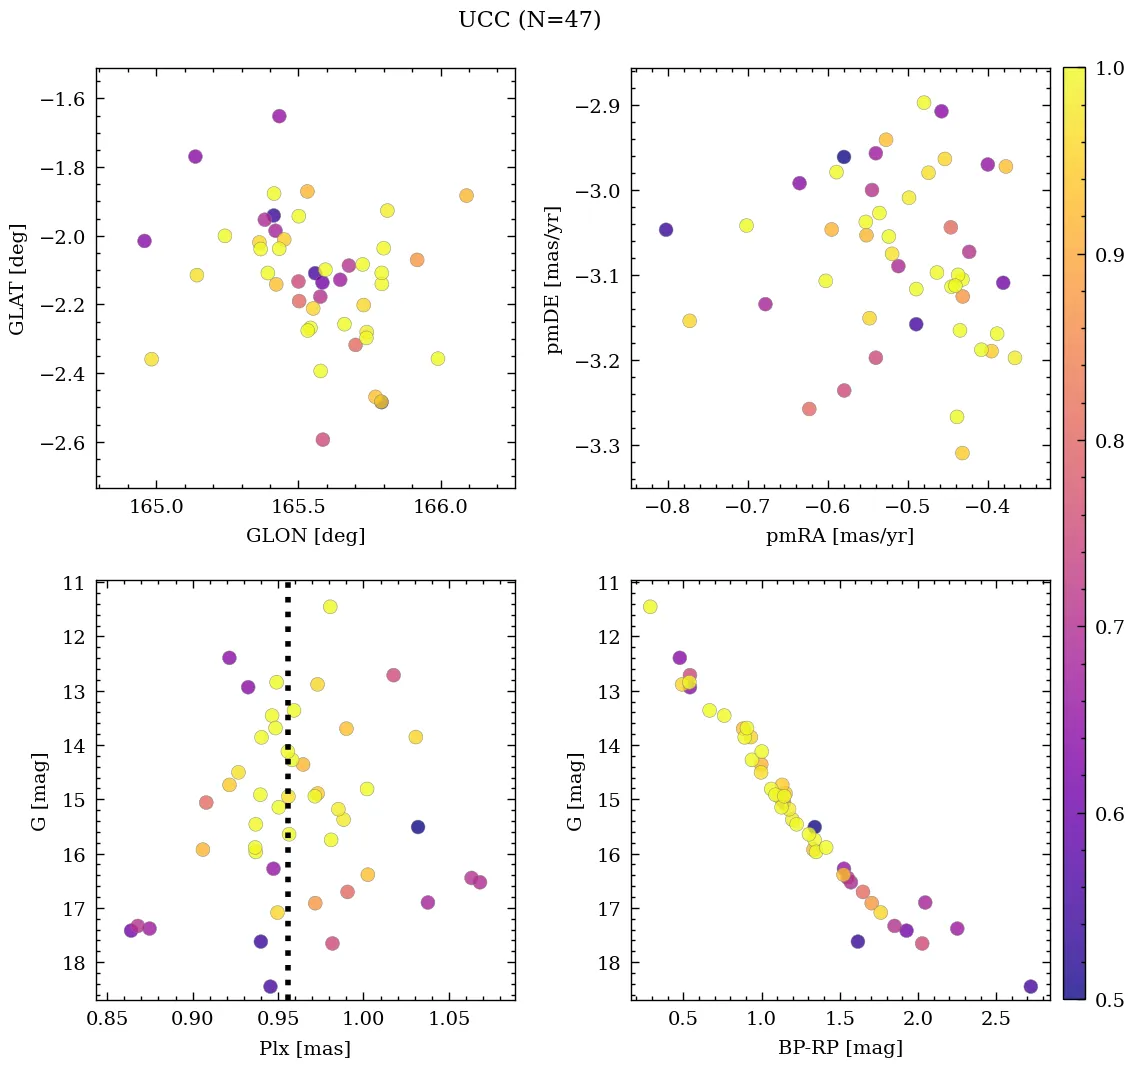 UCC (N=47)
−1.6
−1.8
−2.0
−2.2
−2.4
−2.6
GLAT [deg]
165.0 165.5 166.0
GLON [deg]
−2.9
−3.0
−3.1
−3.2
−3.3
pmDE [mas/yr]
−0.8 −0.7 −0.6 −0.5 −0.4
pmRA [mas/yr]
11
12
13
14
15
16
17
18
G [mag]
0.85 0.90 0.95 1.00 1.05
Plx [mas]
11
12
13
14
15
16
17
18
G [mag]
0.5 1.0 1.5 2.0 2.5
BP-RP [mag]
1.0
0.9
0.8
0.7
0.6
0.5